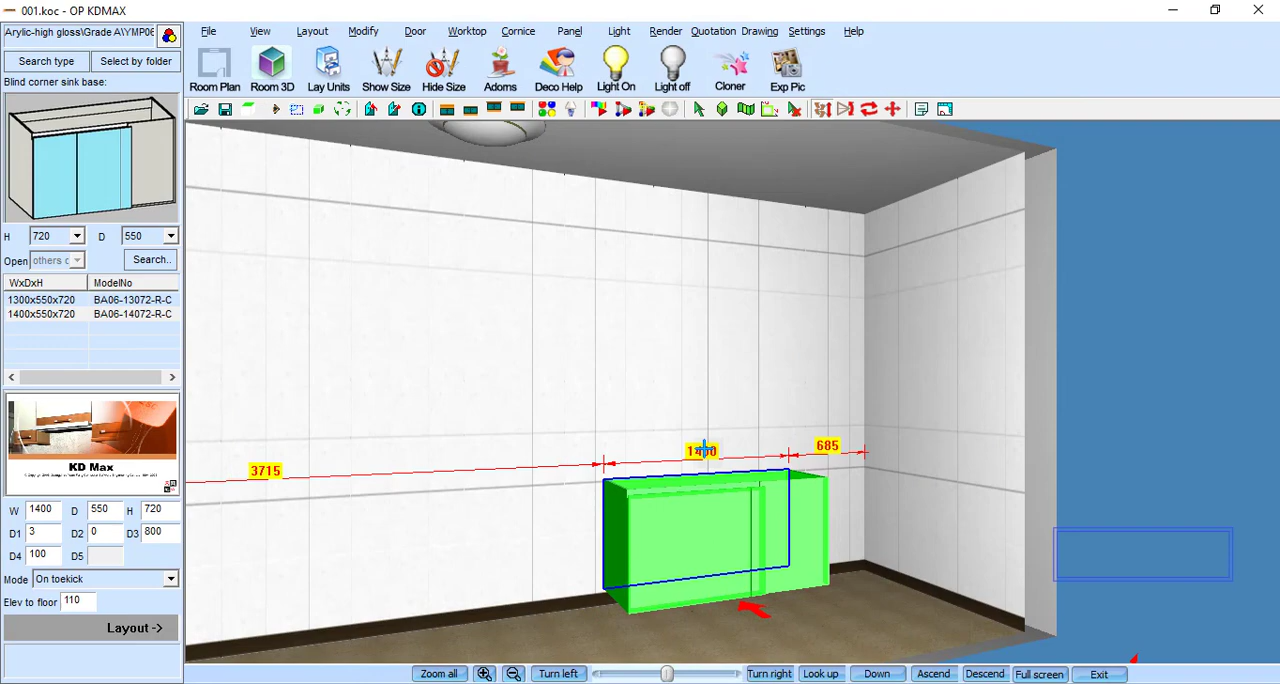 001.koc - OP KDMAX
Arylic-high gloss\Grade A\YMP06
Search type
Select by folder
Blind corner sink base:
H 720 D 550
Open others c Search..
WxDxH ModelNo
1300x550x720 BA06-13072-R-C
1400x550x720 BA06-14072-R-C
KD Max
W 1400 D 550 H 720
D1 3 D2 0 D3 800
D4 100 D5
Mode On toekick
Elev to floor 110
Layout ->
File View Layout Modify Door Worktop Cornice Panel Light Render Quotation Drawing Settings Help
Room Plan Room 3D Lay Units Show Size Hide Size Adoms Deco Help Light On Light off Cloner Exp Pic
3715
1400
685
Zoom all Turn left Turn right Look up Down Ascend Descend Full screen Exit